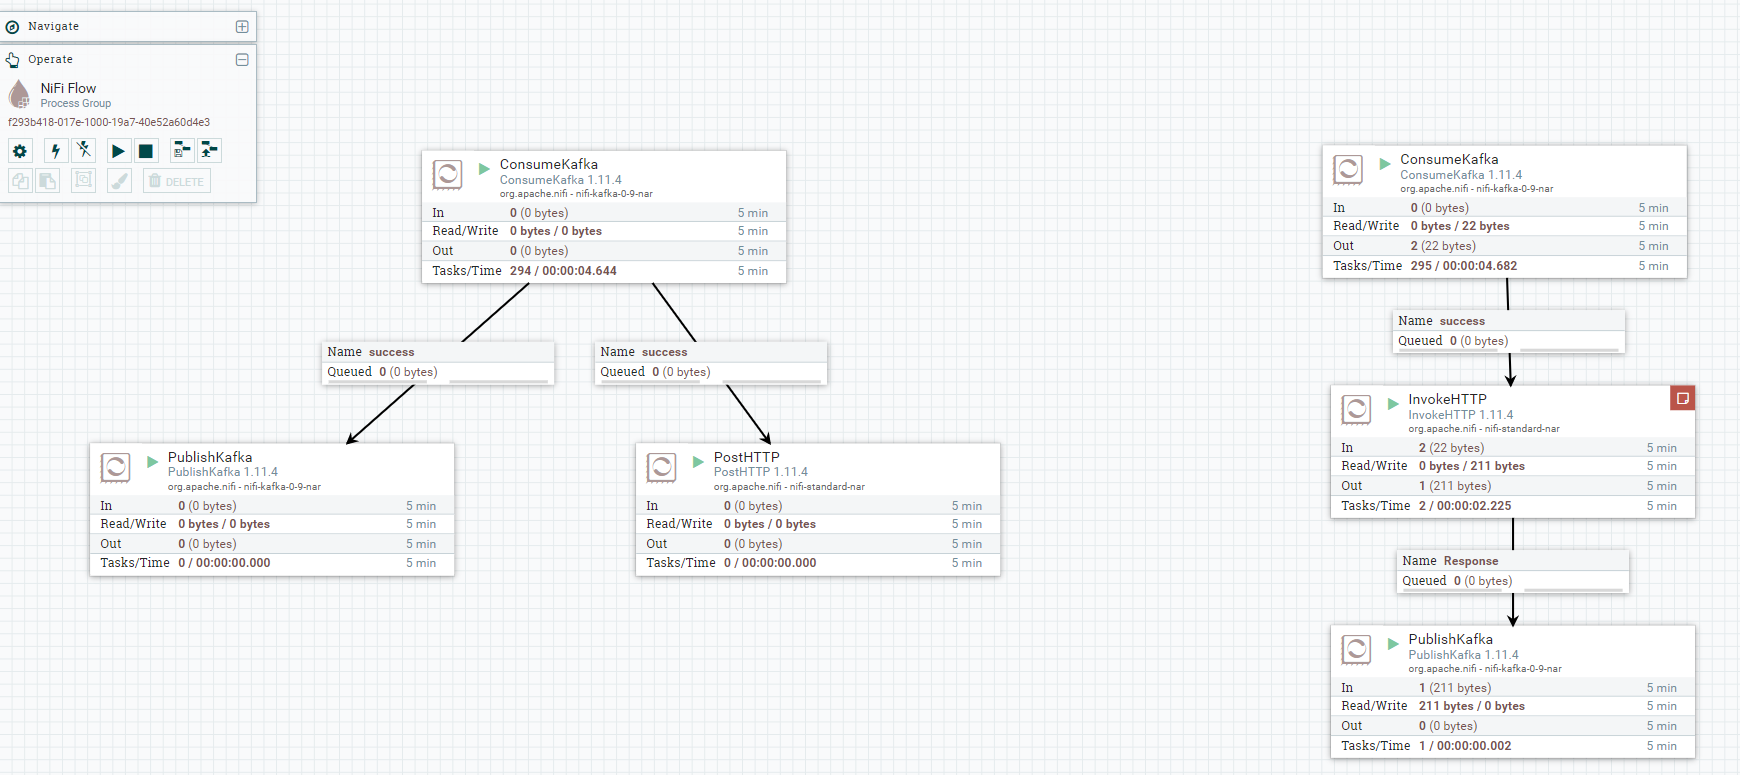 Navigate
Operate
NiFi Flow
Process Group
f293b418-017e-1000-19a7-40e52a60d4e3
DELETE
ConsumeKafka
ConsumeKafka 1.11.4
org.apache.nifi - nifi-kafka-0-9-nar
In 0 (0 bytes) 5 min
Read/Write 0 bytes / 0 bytes 5 min
Out 0 (0 bytes) 5 min
Tasks/Time 294 / 00:00:04.644 5 min
Name success
Queued 0 (0 bytes)
Name success
Queued 0 (0 bytes)
PublishKafka
PublishKafka 1.11.4
org.apache.nifi - nifi-kafka-0-9-nar
In 0 (0 bytes) 5 min
Read/Write 0 bytes / 0 bytes 5 min
Out 0 (0 bytes) 5 min
Tasks/Time 0 / 00:00:00.000 5 min
PostHTTP
PostHTTP 1.11.4
org.apache.nifi - nifi-standard-nar
In 0 (0 bytes) 5 min
Read/Write 0 bytes / 0 bytes 5 min
Out 0 (0 bytes) 5 min
Tasks/Time 0 / 00:00:00.000 5 min
ConsumeKafka
ConsumeKafka 1.11.4
org.apache.nifi - nifi-kafka-0-9-nar
In 0 (0 bytes) 5 min
Read/Write 0 bytes / 22 bytes 5 min
Out 2 (22 bytes) 5 min
Tasks/Time 295 / 00:00:04.682 5 min
Name success
Queued 0 (0 bytes)
InvokeHTTP
InvokeHTTP 1.11.4
org.apache.nifi - nifi-standard-nar
In 2 (22 bytes) 5 min
Read/Write 0 bytes / 211 bytes 5 min
Out 1 (211 bytes) 5 min
Tasks/Time 2 / 00:00:02.225 5 min
Name Response
Queued 0 (0 bytes)
PublishKafka
PublishKafka 1.11.4
org.apache.nifi - nifi-kafka-0-9-nar
In 1 (211 bytes) 5 min
Read/Write 211 bytes / 0 bytes 5 min
Out 0 (0 bytes) 5 min
Tasks/Time 1 / 00:00:00.002 5 min